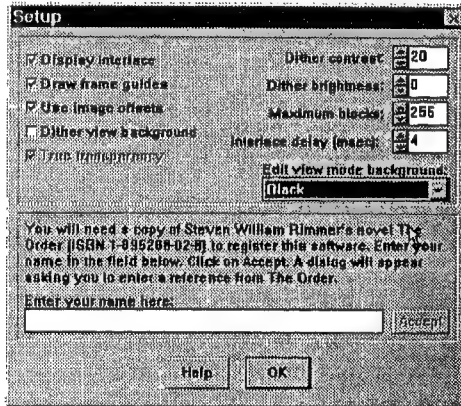 Setup
Display interlace
Draw frame guides
Use image offsets
Dither view background
True transparency
Dither contrast: 20
Dither brightness: 0
Maximum blocks: 256
Interlace delay (msec): 4
Edit view mode background:
Black
You will need a copy of Steven William Rimmer's novel The
Order (ISBN 1-895268-02-8) to register this software. Enter your
name in the field below. Click on Accept. A dialog will appear
asking you to enter a reference from The Order.
Enter your name here:
Accept
Help
OK